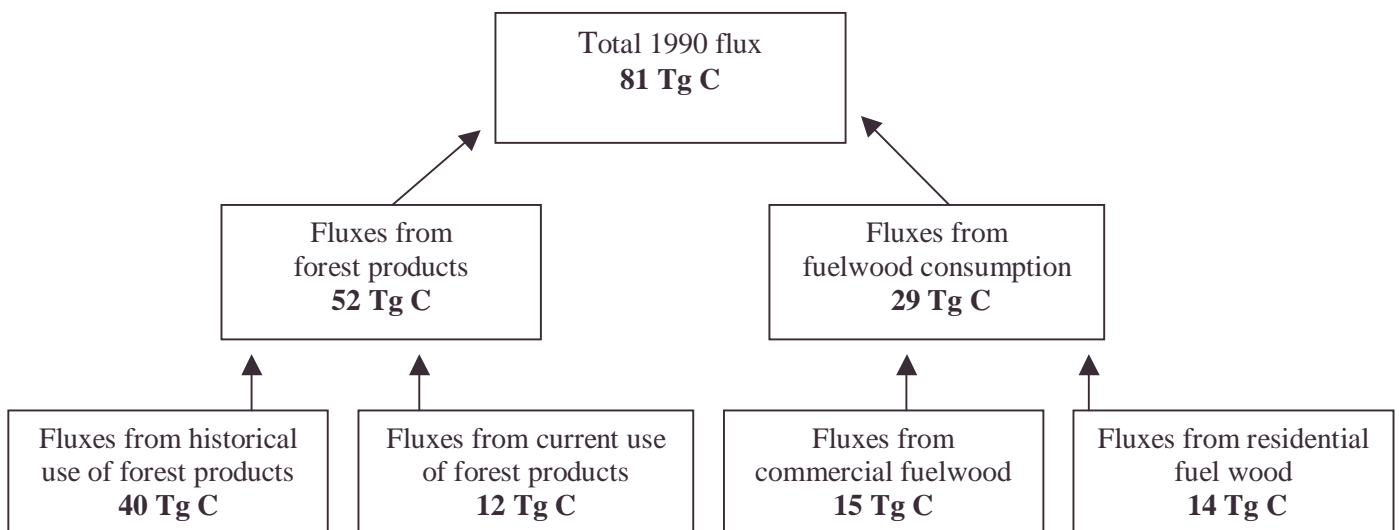 Total 1990 flux
81 Tg C
Fluxes from
forest products
52 Tg C
Fluxes from
fuelwood consumption
29 Tg C
Fluxes from historical
use of forest products
40 Tg C
Fluxes from current use
of forest products
12 Tg C
Fluxes from
commercial fuelwood
15 Tg C
Fluxes from residential
fuel wood
14 Tg C